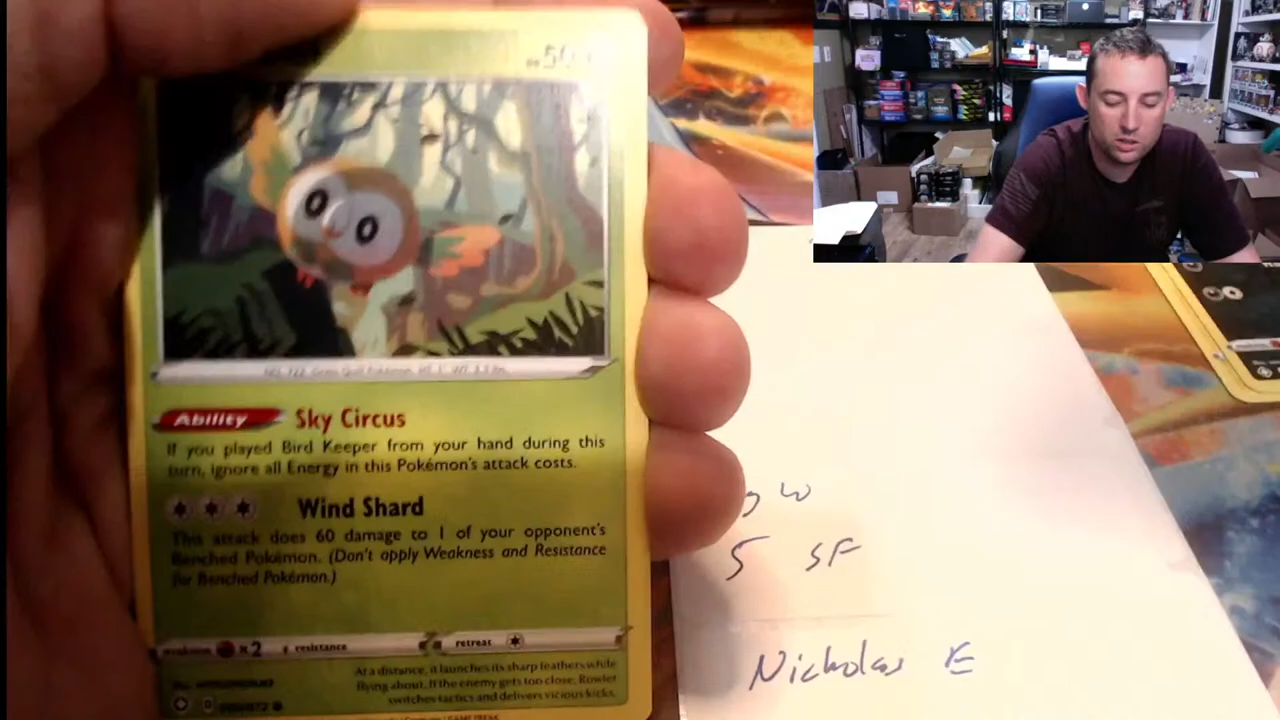 Ability Sky Circus
If you played Bird Keeper from your hand during this
turn, ignore all Energy in this Pokémon's attack costs.
Wind Shard
This attack does 60 damage to 1 of your opponent's
Benched Pokémon. (Don't apply Weakness and Resistance
for Benched Pokémon.)
weakness ×2 resistance retreat
At a distance, it launches its sharp feathers while
flying about. If the enemy gets too close, Rowlet
switches tactics and delivers vicious kicks.
5 SF
Nicholas E